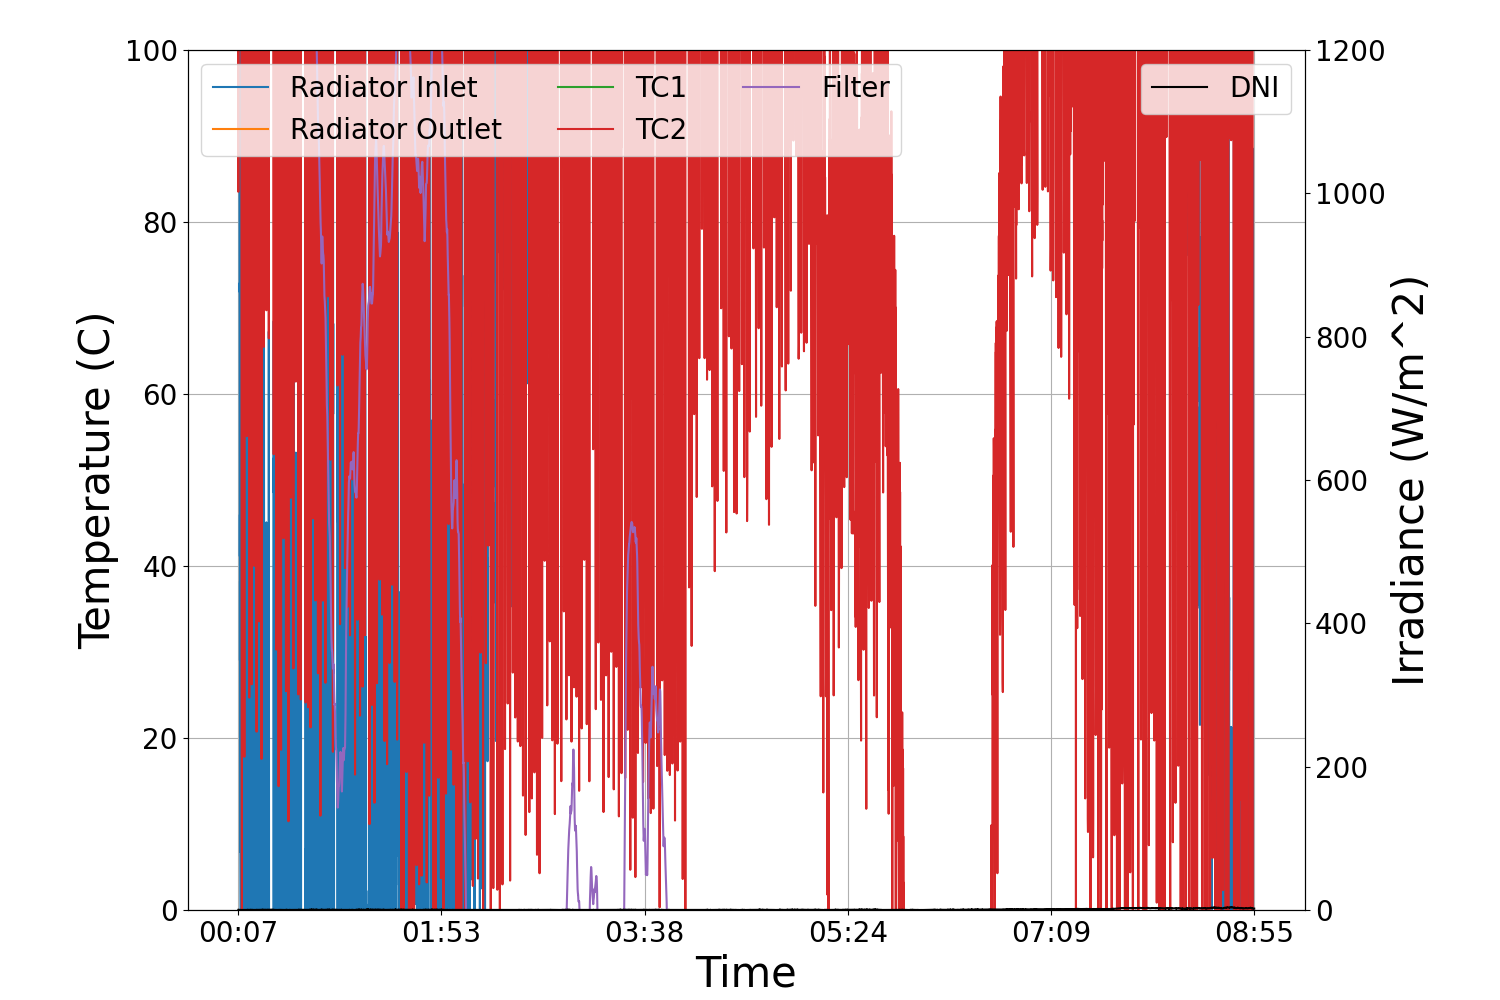 100
80
60
40
20
0
Temperature (C)
Radiator Inlet
Radiator Outlet
TC1
TC2
Filter
DNI
1200
1000
800
600
400
200
0
Irradiance (W/m^2)
00:07 01:53 03:38 05:24 07:09 08:55
Time